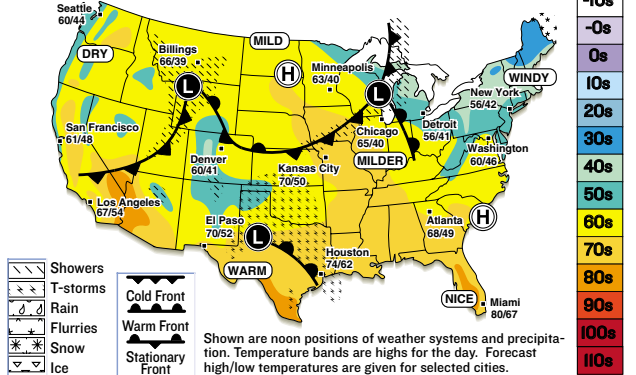 Seattle
60/44
DRY
Billings
66/39
MILD
H
Minneapolis
63/40
L
L
WINDY
New York
56/42
Detroit
56/41
Chicago
65/40
MILDER
Washington
60/46
San Francisco
61/48
Denver
60/41
Kansas City
70/50
Los Angeles
67/54
El Paso
70/52
L
WARM
Houston
74/62
Atlanta
68/49
H
NICE
Miami
80/67
Showers
T-storms
Rain
Flurries
Snow
Ice
Cold Front
Warm Front
Stationary
Front
Shown are noon positions of weather systems and precipita-
tion. Temperature bands are highs for the day. Forecast
high/low temperatures are given for selected cities.
-10s
-0s
0s
10s
20s
30s
40s
50s
60s
70s
80s
90s
100s
110s